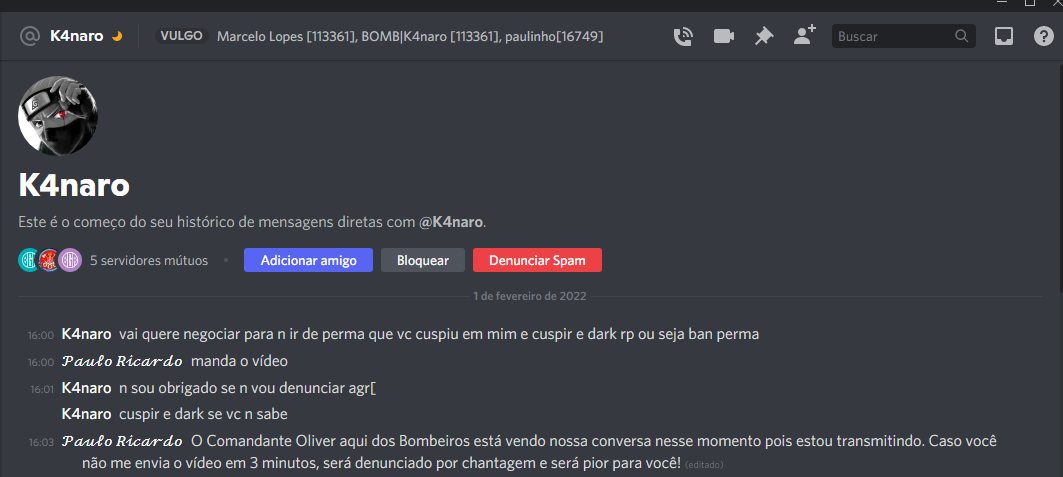 K4naro VULGO Marcelo Lopes [113361], BOMB|K4naro [113361], paulinho[16749] Buscar
K4naro
Este é o começo do seu histórico de mensagens diretas com @K4naro.
5 servidores mútuos • Adicionar amigo Bloquear Denunciar Spam
1 de fevereiro de 2022
16:00 K4naro vai quere negociar para n ir de perma que vc cuspiu em mim e cuspir e dark rp ou seja ban perma
16:00 𝓟𝓪𝓾𝓵𝓸 𝓡𝓲𝓬𝓪𝓻𝓭𝓸 manda o vídeo
16:01 K4naro n sou obrigado se n vou denunciar agr[
K4naro cuspir e dark se vc n sabe
16:03 𝓟𝓪𝓾𝓵𝓸 𝓡𝓲𝓬𝓪𝓻𝓭𝓸 O Comandante Oliver aqui dos Bombeiros está vendo nossa conversa nesse momento pois estou transmitindo. Caso você
não me envia o vídeo em 3 minutos, será denunciado por chantagem e será pior para você! (editado)